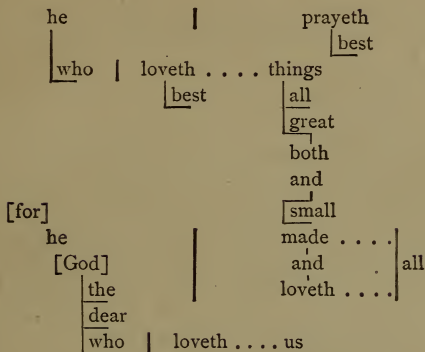 he prayeth
best
who loveth . . . . things
best all
great
both
and
[for] small
he made . . . .
[God] and all
the loveth . . . .
dear
who loveth . . . . us